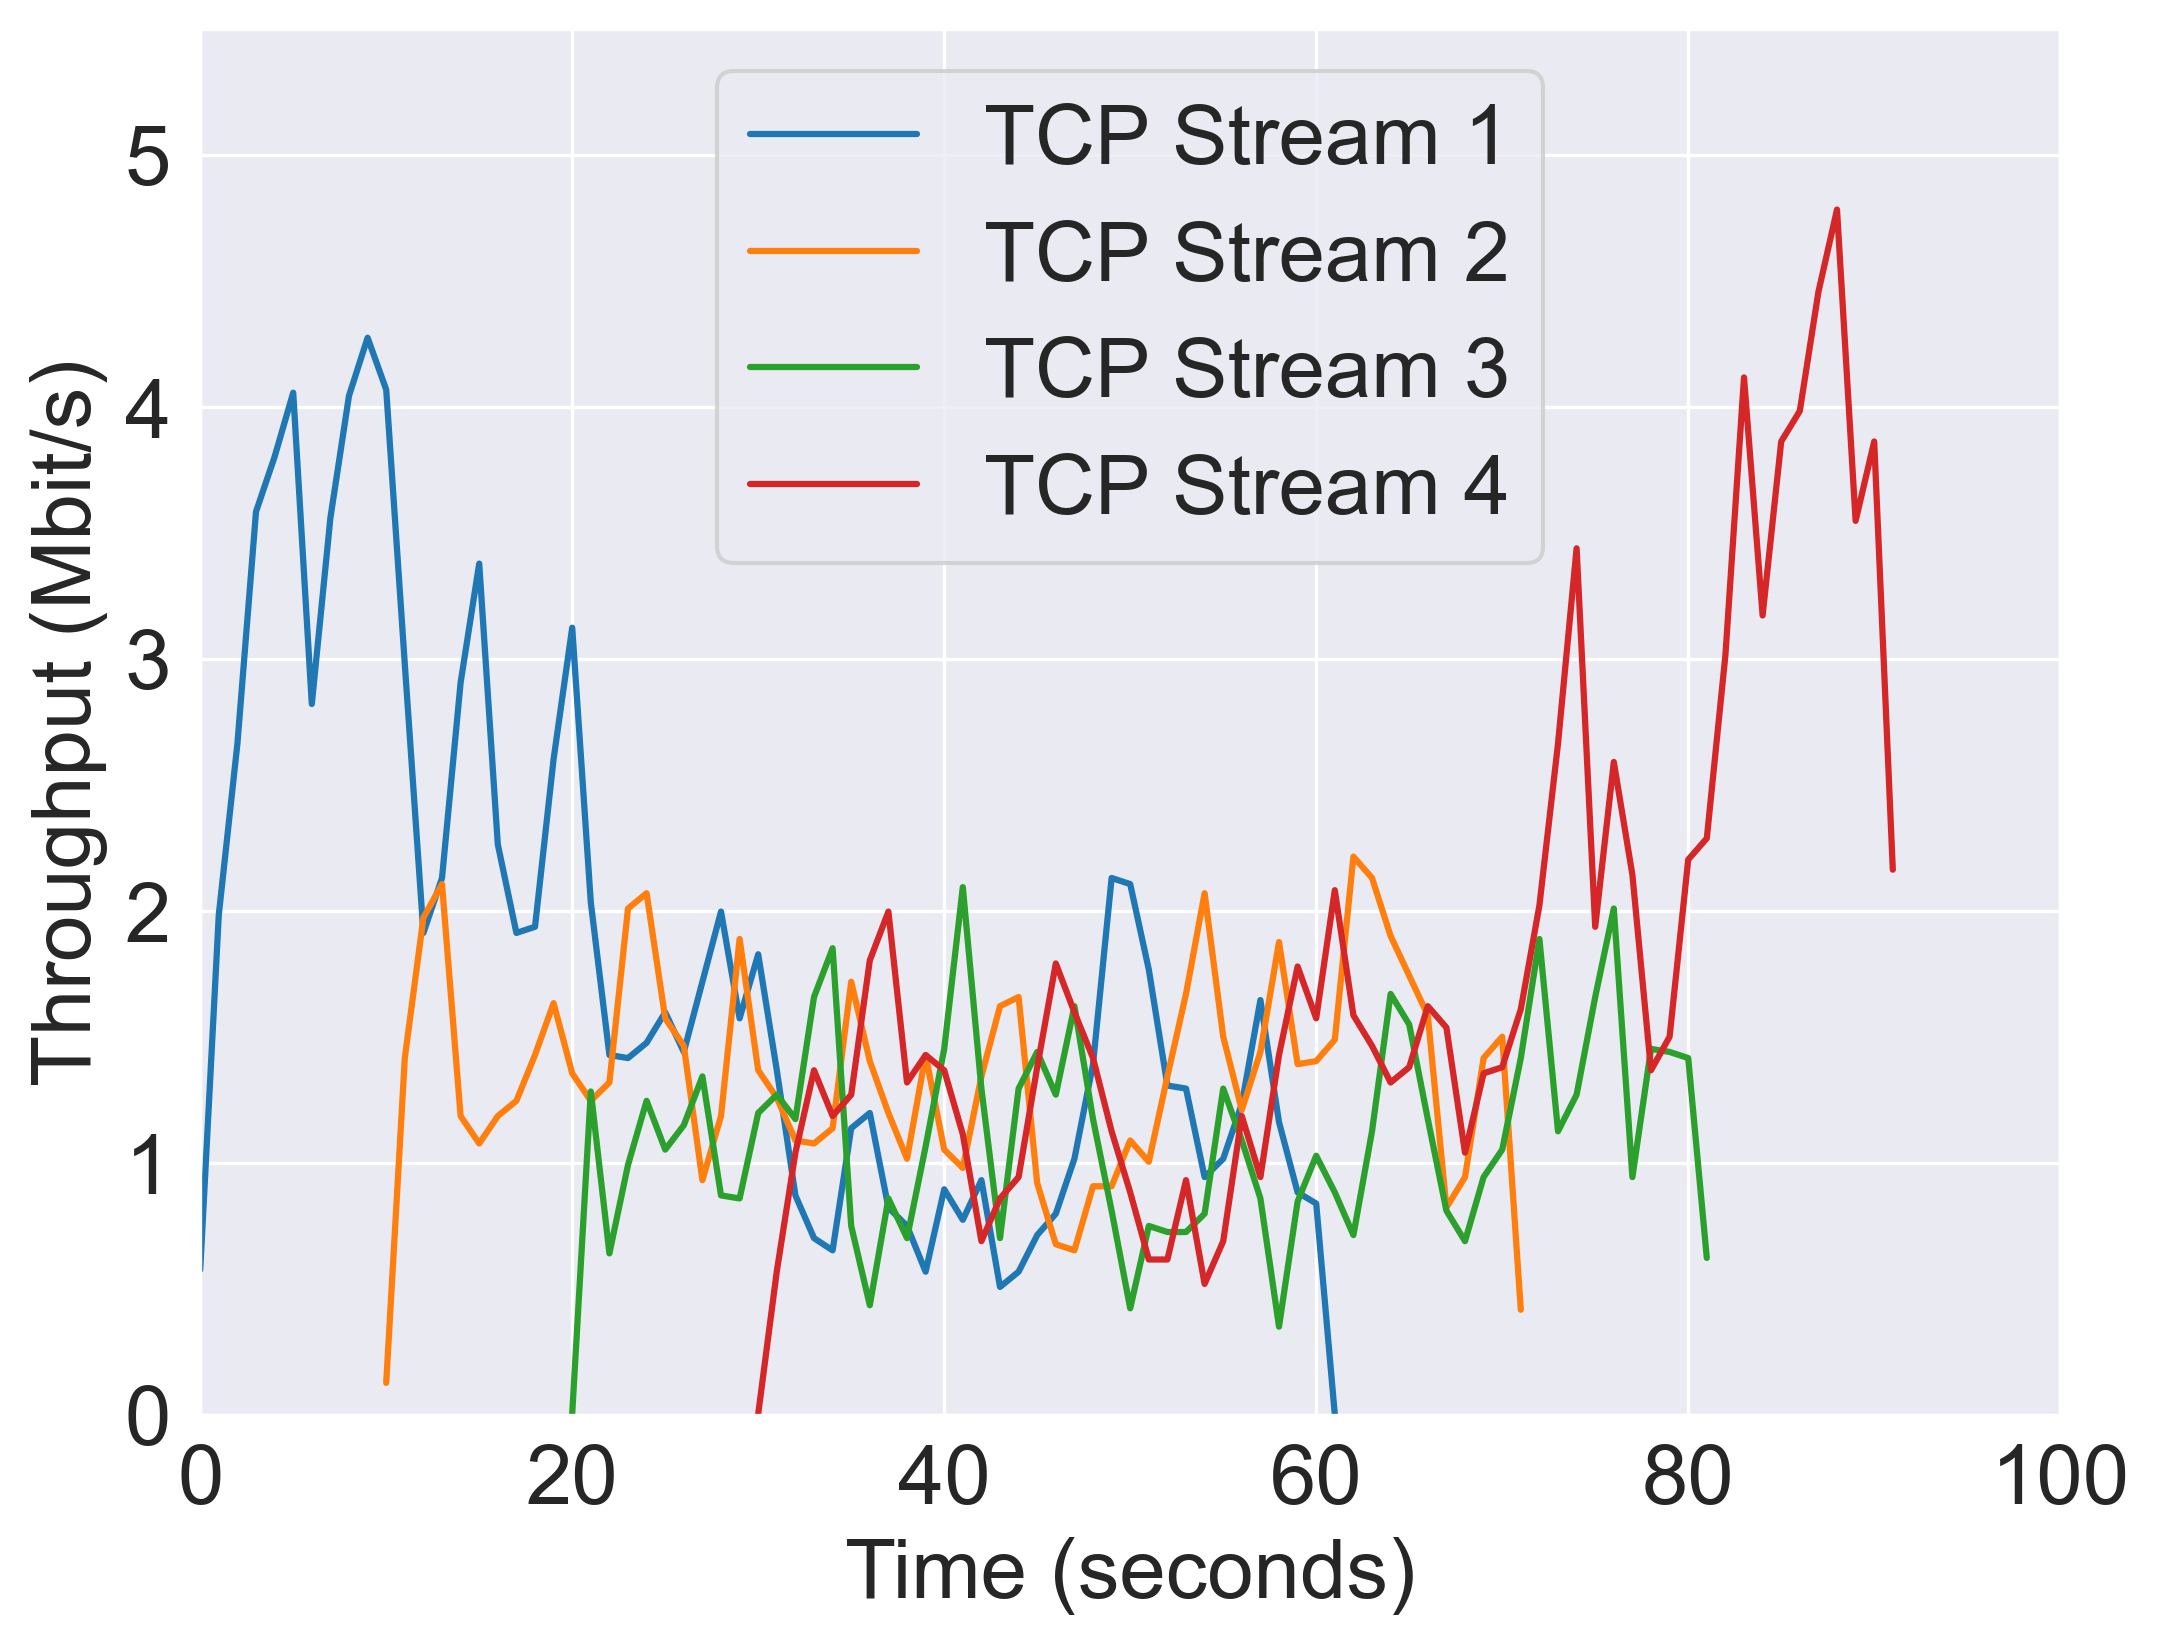 TCP Stream 1
TCP Stream 2
TCP Stream 3
TCP Stream 4
Throughput (Mbit/s)
5
4
3
2
1
0
0 20 40 60 80 100
Time (seconds)